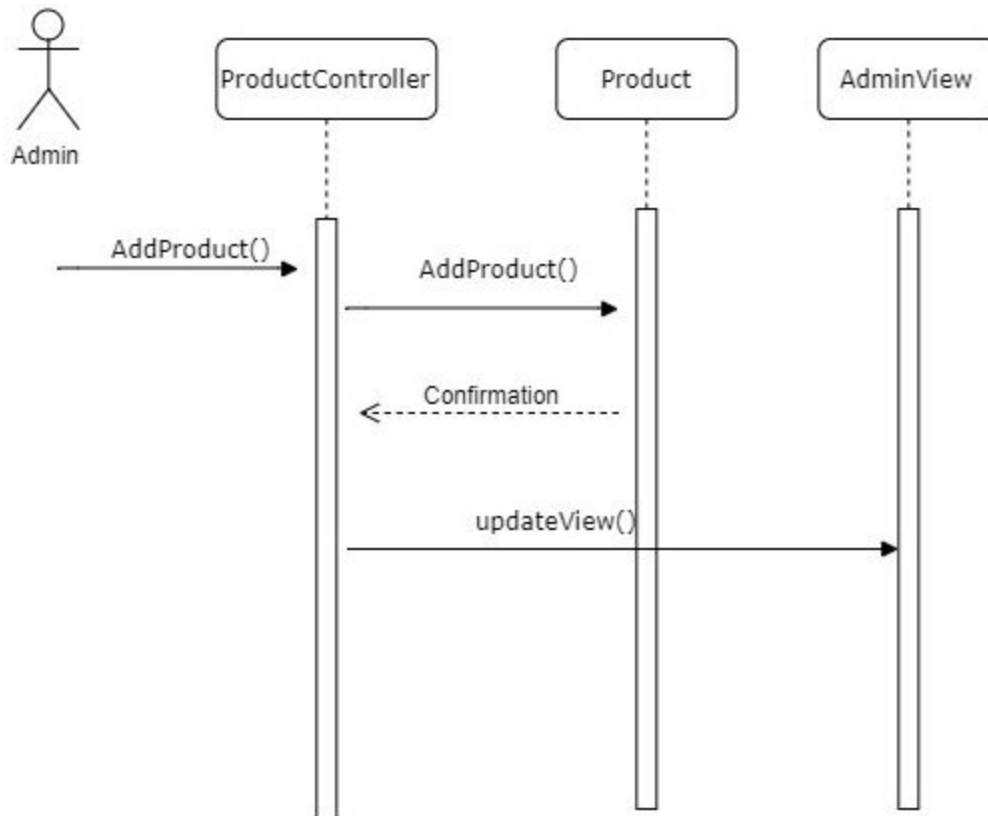 ProductController
Product
AdminView
Admin
AddProduct()
AddProduct()
Confirmation
updateView()